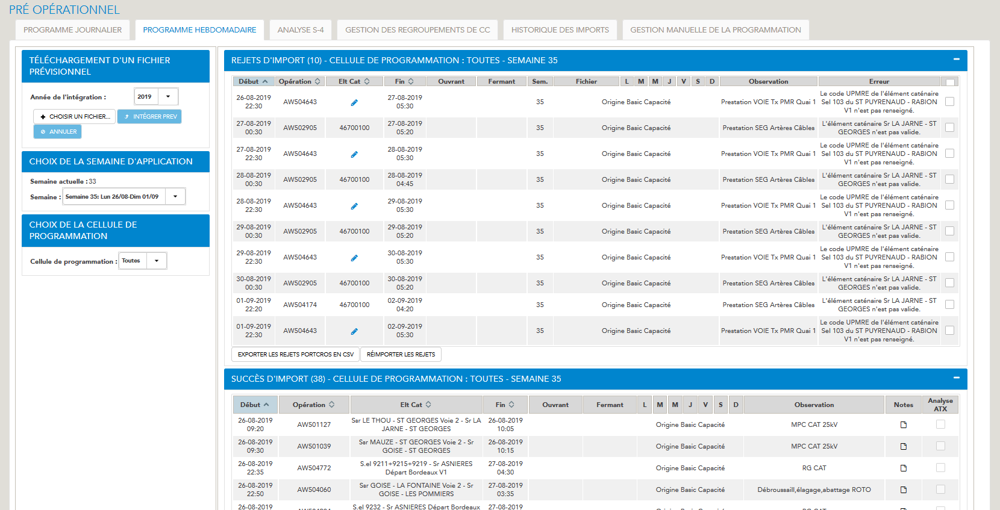 PRÉ OPÉRATIONNEL
PROGRAMME JOURNALIER PROGRAMME HEBDOMADAIRE ANALYSE S-4 GESTION DES REGROUPEMENTS DE CC HISTORIQUE DES IMPORTS GESTION MANUELLE DE LA PROGRAMMATION
TÉLÉCHARGEMENT D'UN FICHIER
PRÉVISIONNEL
Année de l'intégration : 2019
CHOISIR UN FICHIER... INTÉGRER PREV
ANNULER
CHOIX DE LA SEMAINE D'APPLICATION
Semaine actuelle : 33
Semaine : Semaine 35: Lun 26/08-Dim 01/09
CHOIX DE LA CELLULE DE
PROGRAMMATION
Cellule de programmation : Toutes
REJETS D'IMPORT (10) - CELLULE DE PROGRAMMATION : TOUTES - SEMAINE 35
Début Opération Elt Cat Fin Ouvrant Fermant Sem. Fichier L M M J V S D Observation Erreur
26-08-2019 22:30 AW504643 27-08-2019 05:30 35 Origine Basic Capacité Prestation VOIE Tx PMR Quai 1 Le code UPMRE de l'élément caténaire
Sel 103 du ST PUYRENAUD - RABION
V1 n'est pas renseigné.
27-08-2019 00:30 AW502905 46700100 27-08-2019 05:20 35 Origine Basic Capacité Prestation SEG Artères Câbles L'élément caténaire Sr LA JARNE - ST
GEORGES n'est pas valide.
27-08-2019 22:30 AW504643 28-08-2019 05:30 35 Origine Basic Capacité Prestation VOIE Tx PMR Quai 1 Le code UPMRE de l'élément caténaire
Sel 103 du ST PUYRENAUD - RABION
V1 n'est pas renseigné.
28-08-2019 00:30 AW502905 46700100 28-08-2019 04:45 35 Origine Basic Capacité Prestation SEG Artères Câbles L'élément caténaire Sr LA JARNE - ST
GEORGES n'est pas valide.
28-08-2019 22:30 AW504643 29-08-2019 05:30 35 Origine Basic Capacité Prestation VOIE Tx PMR Quai 1 Le code UPMRE de l'élément caténaire
Sel 103 du ST PUYRENAUD - RABION
V1 n'est pas renseigné.
29-08-2019 00:30 AW502905 46700100 29-08-2019 05:20 35 Origine Basic Capacité Prestation SEG Artères Câbles L'élément caténaire Sr LA JARNE - ST
GEORGES n'est pas valide.
29-08-2019 22:30 AW504643 30-08-2019 05:30 35 Origine Basic Capacité Prestation VOIE Tx PMR Quai 1 Le code UPMRE de l'élément caténaire
Sel 103 du ST PUYRENAUD - RABION
V1 n'est pas renseigné.
30-08-2019 00:30 AW502905 46700100 30-08-2019 05:20 35 Origine Basic Capacité Prestation SEG Artères Câbles L'élément caténaire Sr LA JARNE - ST
GEORGES n'est pas valide.
01-09-2019 22:20 AW504174 46700100 02-09-2019 04:20 35 Origine Basic Capacité Prestation SEG Artères Câbles L'élément caténaire Sr LA JARNE - ST
GEORGES n'est pas valide.
01-09-2019 22:30 AW504643 02-09-2019 05:30 35 Origine Basic Capacité Prestation VOIE Tx PMR Quai 1 Le code UPMRE de l'élément caténaire
Sel 103 du ST PUYRENAUD - RABION
V1 n'est pas renseigné.
EXPORTER LES REJETS PORTCROS EN CSV RÉIMPORTER LES REJETS
SUCCÈS D'IMPORT (38) - CELLULE DE PROGRAMMATION : TOUTES - SEMAINE 35
Début Opération Elt Cat Fin Ouvrant Fermant L M M J V S D Observation Notes Analyse ATX
26-08-2019 09:20 AW501127 Ssr LE THOU - ST GEORGES Voie 2 - Sr LA
JARNE - ST GEORGES 26-08-2019 10:05 Origine Basic Capacité MPC CAT 25kV
26-08-2019 09:30 AW501039 Ssr MAUZE - ST GEORGES Voie 2 - Sr
GOISE - ST GEORGES 26-08-2019 10:15 Origine Basic Capacité MPC CAT 25kV
26-08-2019 22:35 AW504772 S.el 9211+9215+9219 - Sr ASNIERES
Départ Bordeaux V1 27-08-2019 04:30 Origine Basic Capacité RG CAT
26-08-2019 22:50 AW504060 Ssr GOISE - LA FONTAINE Voie 2 - Sr
GOISE - LES POMMIERS 27-08-2019 03:35 Origine Basic Capacité Débroussaill,élagage,abattage ROTO
26-08-2019 S.el 9232 - Sr ASNIERES Départ Bordeaux 27-08-2019